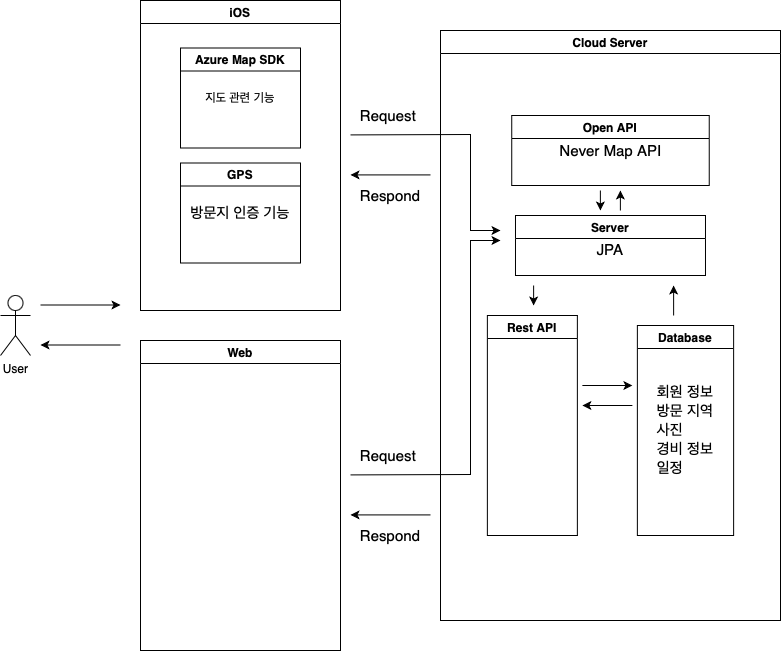 iOS
Azure Map SDK
지도 관련 기능
GPS
방문지 인증 기능
User
Web
Request
Respond
Request
Respond
Cloud Server
Open API
Never Map API
Server
JPA
Rest API
Database
회원 정보
방문 지역
사진
경비 정보
일정